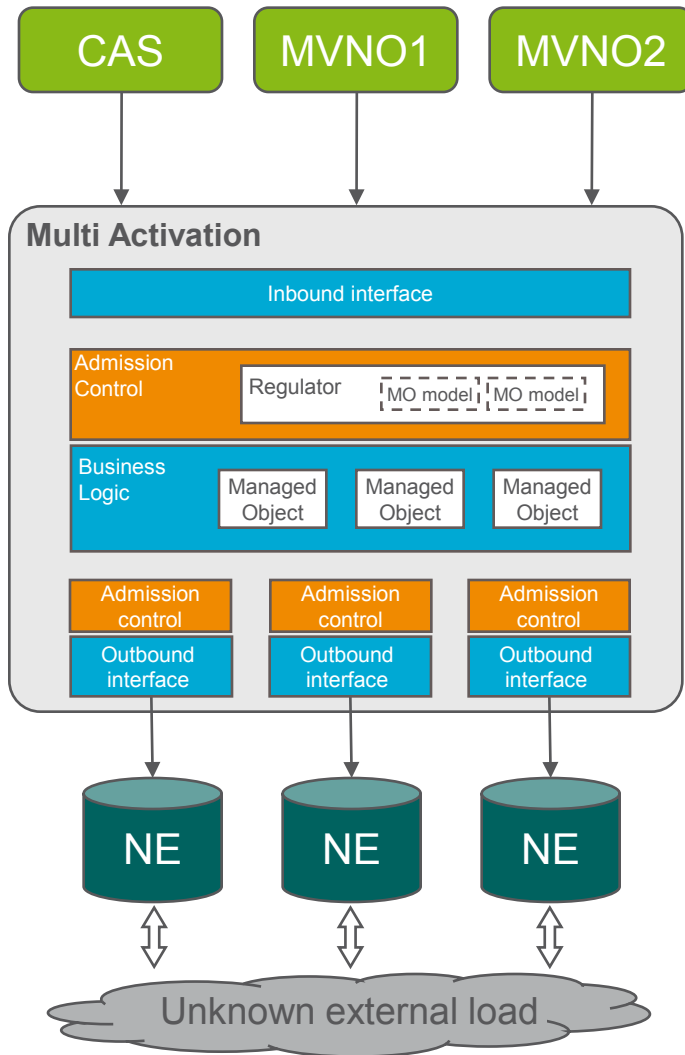 CAS
MVNO1
MVNO2
Multi Activation
Inbound interface
Admission
Control
Regulator
MO model
MO model
Business
Logic
Managed
Object
Managed
Object
Managed
Object
Admission
control
Admission
control
Admission
control
Outbound
interface
Outbound
interface
Outbound
interface
NE
NE
NE
Unknown external load